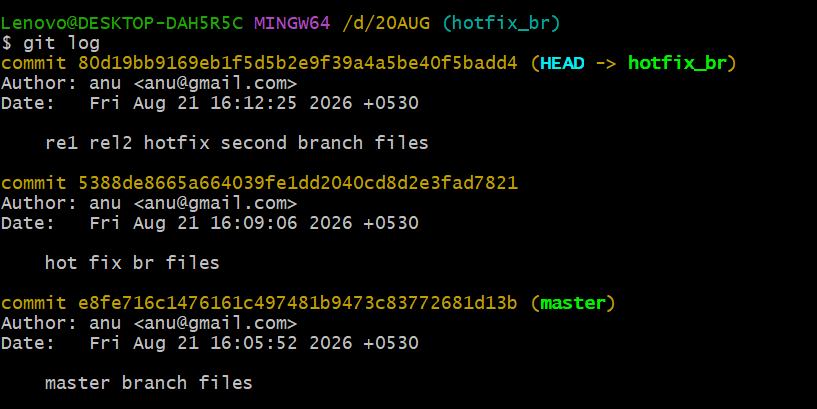 Lenovo@DESKTOP-DAH5R5C MINGW64 /d/20AUG (hotfix_br)
$ git log
commit 80d19bb9169eb1f5d5b2e9f39a4a5be40f5badd4 (HEAD -> hotfix_br)
Author: anu <anu@gmail.com>
Date:   Fri Aug 21 16:12:25 2026 +0530
    re1 rel2 hotfix second branch files
commit 5388de8665a664039fe1dd2040cd8d2e3fad7821
Author: anu <anu@gmail.com>
Date:   Fri Aug 21 16:09:06 2026 +0530
    hot fix br files
commit e8fe716c1476161c497481b9473c83772681d13b (master)
Author: anu <anu@gmail.com>
Date:   Fri Aug 21 16:05:52 2026 +0530
    master branch files